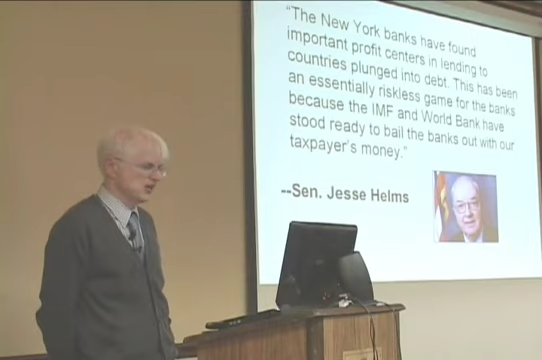 “The New York banks have found
important profit centers in lending to
countries plunged into debt. This has been
an essentially riskless game for the banks
because the IMF and World Bank have
stood ready to bail the banks out with our
taxpayer’s money.”
--Sen. Jesse Helms